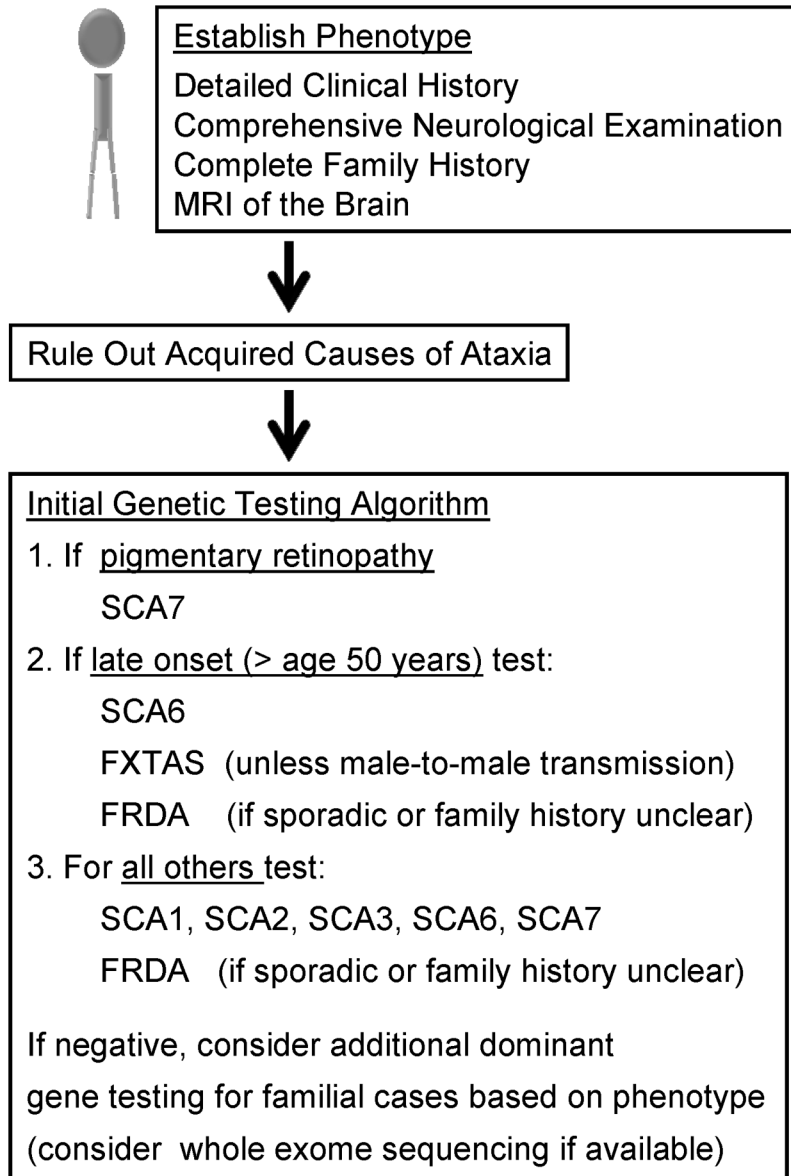 Establish Phenotype
Detailed Clinical History
Comprehensive Neurological Examination
Complete Family History
MRI of the Brain
Rule Out Acquired Causes of Ataxia
Initial Genetic Testing Algorithm
1. If pigmentary retinopathy
SCA7
2. If late onset (> age 50 years) test:
SCA6
FXTAS (unless male-to-male transmission)
FRDA (if sporadic or family history unclear)
3. For all others test:
SCA1, SCA2, SCA3, SCA6, SCA7
FRDA (if sporadic or family history unclear)
If negative, consider additional dominant
gene testing for familial cases based on phenotype
(consider whole exome sequencing if available)